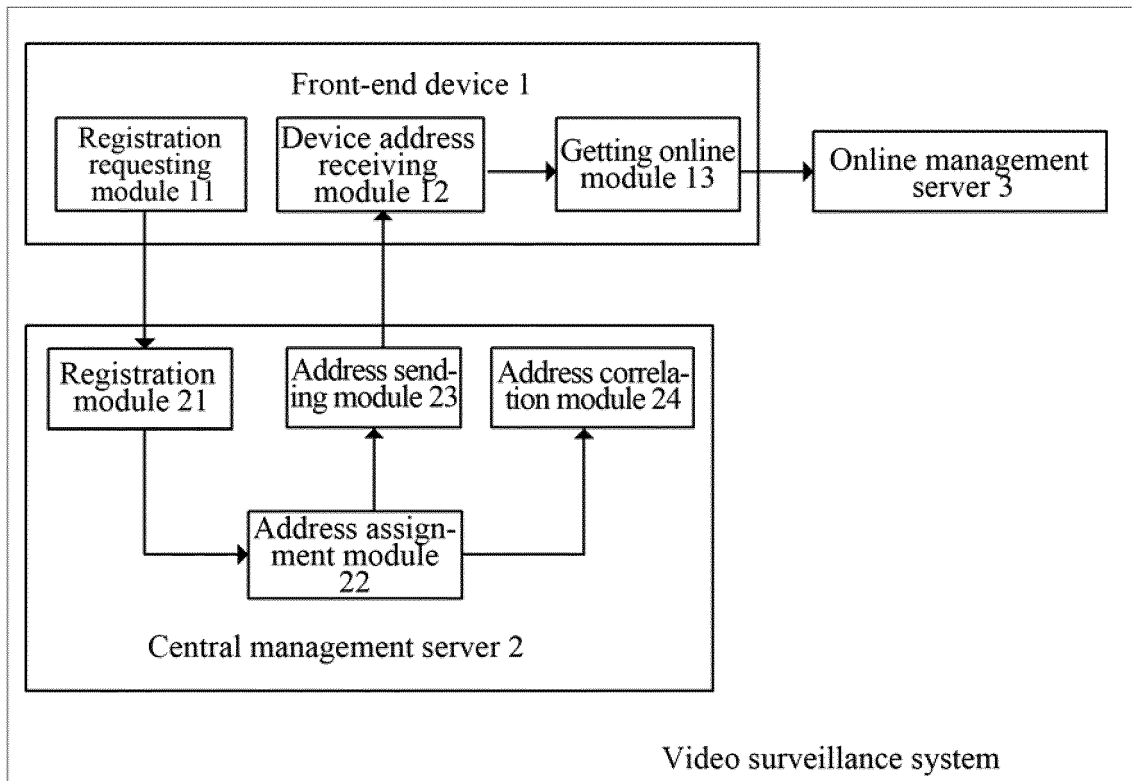 Front-end device 1
Registration
requesting
module 11
Device address
receiving
module 12
Getting online
module 13
Online management
server 3
Registration
module 21
Address send-
ing module 23
Address correla-
tion module 24
Address assign-
ment module
22
Central management server 2
Video surveillance system